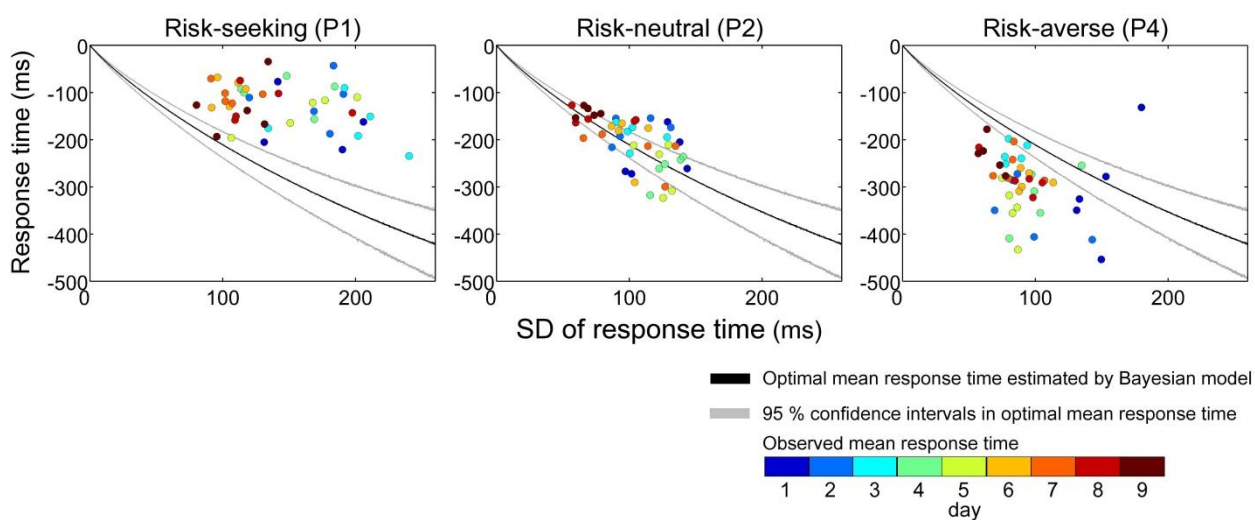 Risk-seeking (P1)
Risk-neutral (P2)
Risk-averse (P4)
Response time (ms)
0
-100
-200
-300
-400
-500
0
100
200
0
-100
-200
-300
-400
-500
0
100
200
0
-100
-200
-300
-400
-500
0
100
200
SD of response time (ms)
Optimal mean response time estimated by Bayesian model
95 % confidence intervals in optimal mean response time
Observed mean response time
1 2 3 4 5 6 7 8 9
day